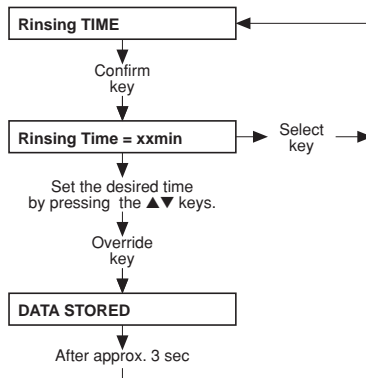 Rinsing TIME
Confirm
key
Rinsing Time = xxmin
Select
key
Set the desired time
by pressing the ▲▼ keys.
Override
key
DATA STORED
After approx. 3 sec